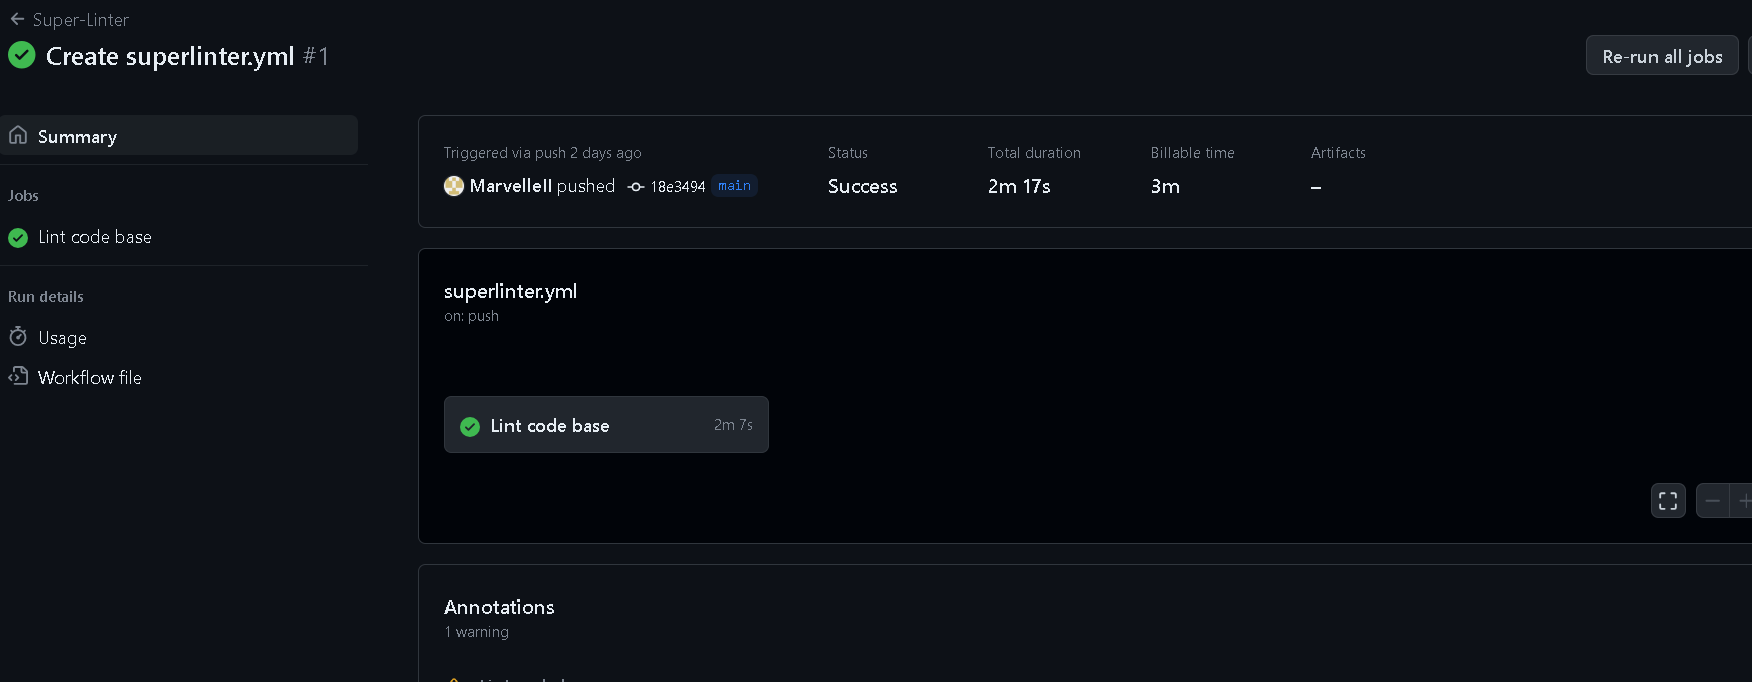 Super-Linter
Create superlinter.yml #1
Re-run all jobs
Summary
Jobs
Lint code base
Run details
Usage
Workflow file
Triggered via push 2 days ago
Marvellell pushed 18e3494 main
Status
Success
Total duration
2m 17s
Billable time
3m
Artifacts
–
superlinter.yml
on: push
Lint code base 2m 7s
Annotations
1 warning